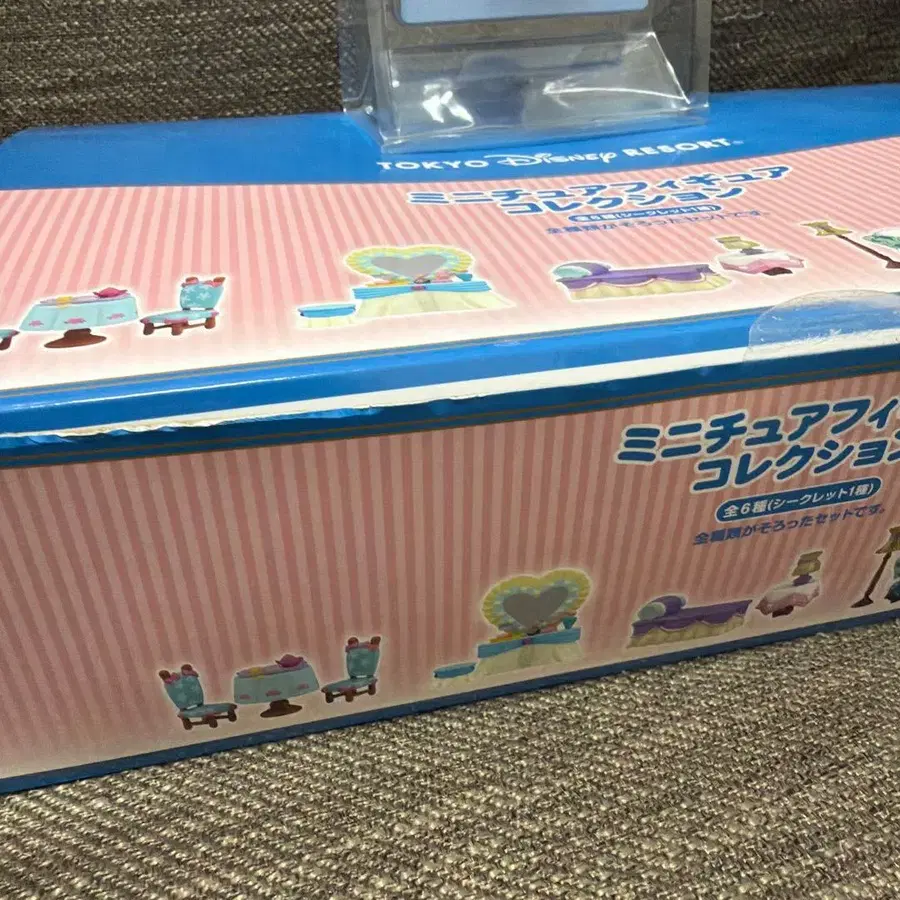 TOKYO Disney RESORT®
ミニチュアフィギュア
コレクション
全6種(シークレット1種)
全種類がそろったセットです。
ミニチュアフィ
コレクション
全6種(シークレット1種)
全種類がそろったセットです。